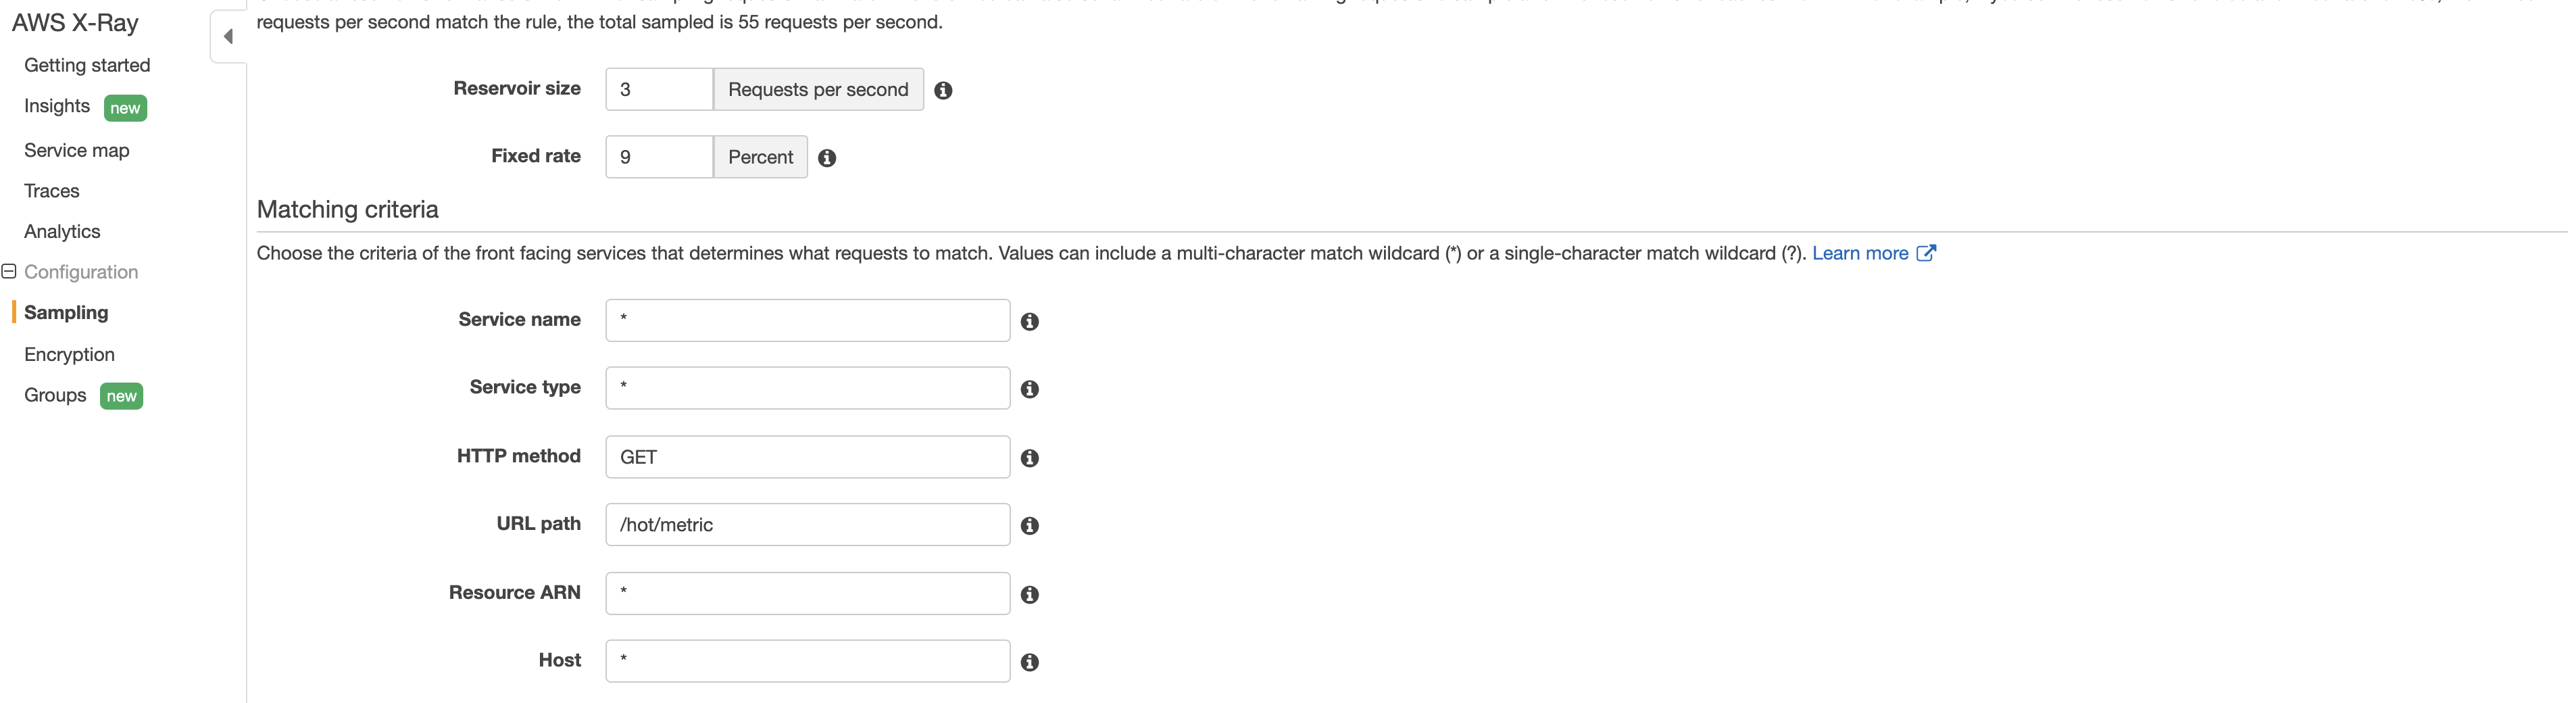 AWS X-Ray
Getting started
Insights new
Service map
Traces
Analytics
Configuration
Sampling
Encryption
Groups new
requests per second match the rule, the total sampled is 55 requests per second.
Reservoir size 3 Requests per second
Fixed rate 9 Percent
Matching criteria
Choose the criteria of the front facing services that determines what requests to match. Values can include a multi-character match wildcard (*) or a single-character match wildcard (?). Learn more
Service name *
Service type *
HTTP method GET
URL path /hot/metric
Resource ARN *
Host *